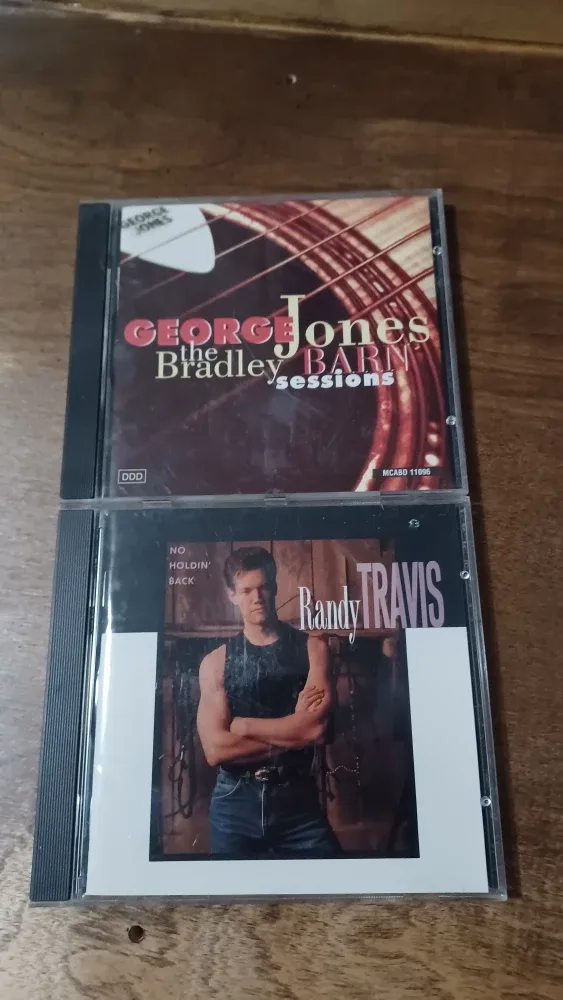 GEORGE
JONES
GEORGE Jones
the
Bradley BARN
sessions
DDD
MCABD 11096
NO
HOLDIN'
BACK
Randy TRAVIS